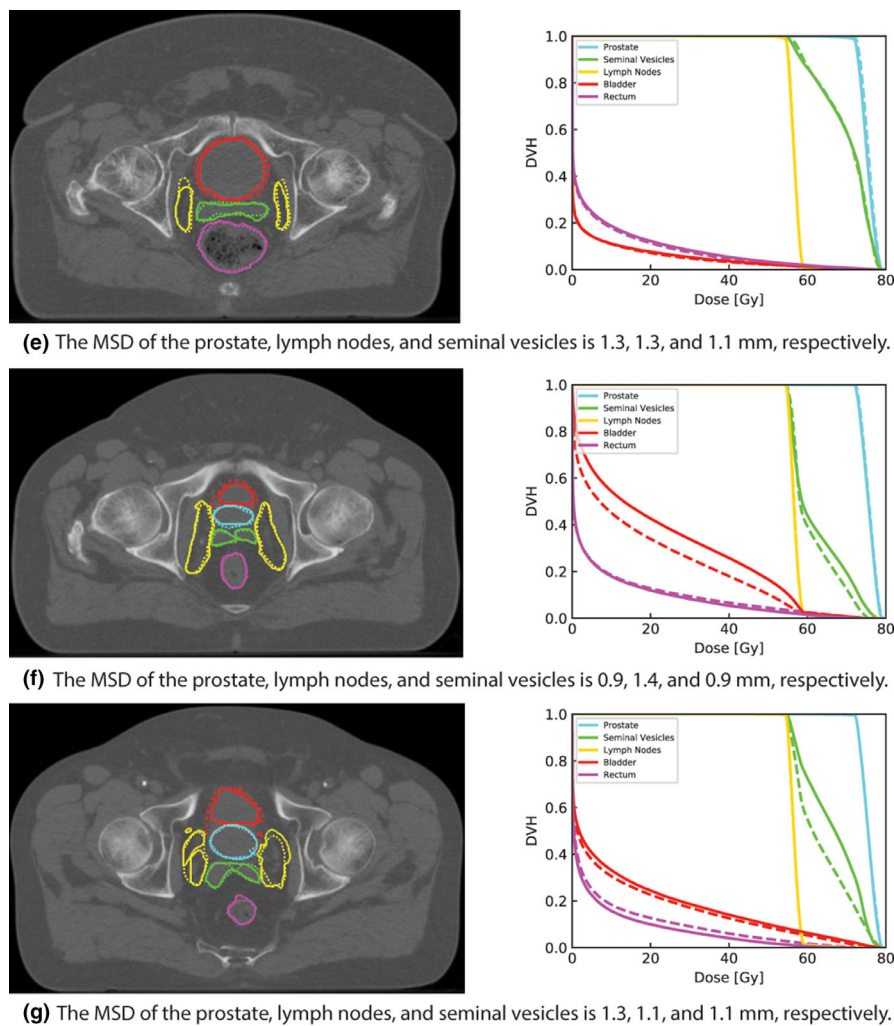 1.0
0.8
0.6
0.4
0.2
0.0
DVH
Prostate
Seminal Vesicles
Lymph Nodes
Bladder
Rectum
0 20 40 60 80
Dose [Gy]
(e) The MSD of the prostate, lymph nodes, and seminal vesicles is 1.3, 1.3, and 1.1 mm, respectively.
1.0
0.8
0.6
0.4
0.2
0.0
DVH
Prostate
Seminal Vesicles
Lymph Nodes
Bladder
Rectum
0 20 40 60 80
Dose [Gy]
(f) The MSD of the prostate, lymph nodes, and seminal vesicles is 0.9, 1.4, and 0.9 mm, respectively.
1.0
0.8
0.6
0.4
0.2
0.0
DVH
Prostate
Seminal Vesicles
Lymph Nodes
Bladder
Rectum
0 20 40 60 80
Dose [Gy]
(g) The MSD of the prostate, lymph nodes, and seminal vesicles is 1.3, 1.1, and 1.1 mm, respectively.